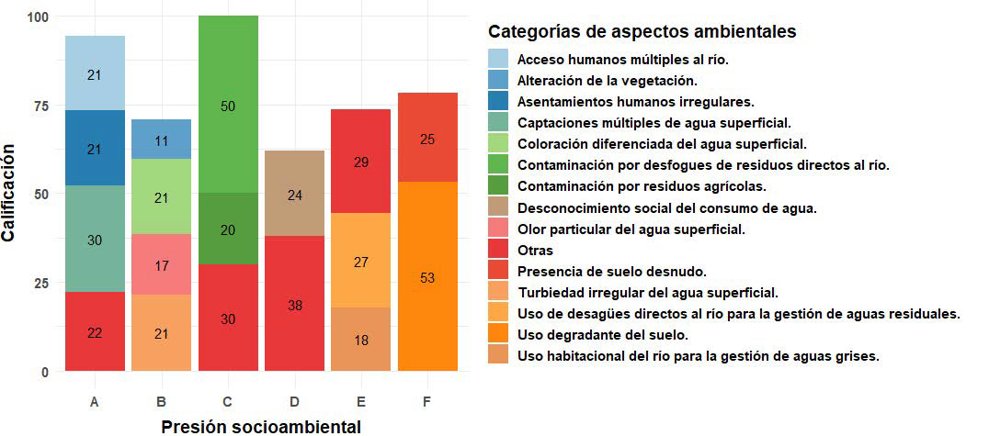 100
75
50
25
0
Calificación
21
21
30
22
11
21
17
21
50
20
30
24
38
29
27
18
25
53
A B C D E F
Presión socioambiental
Categorías de aspectos ambientales
Acceso humanos múltiples al río.
Alteración de la vegetación.
Asentamientos humanos irregulares.
Captaciones múltiples de agua superficial.
Coloración diferenciada del agua superficial.
Contaminación por desfogues de residuos directos al río.
Contaminación por residuos agrícolas.
Desconocimiento social del consumo de agua.
Olor particular del agua superficial.
Otras
Presencia de suelo desnudo.
Turbiedad irregular del agua superficial.
Uso de desagües directos al río para la gestión de aguas residuales.
Uso degradante del suelo.
Uso habitacional del río para la gestión de aguas grises.